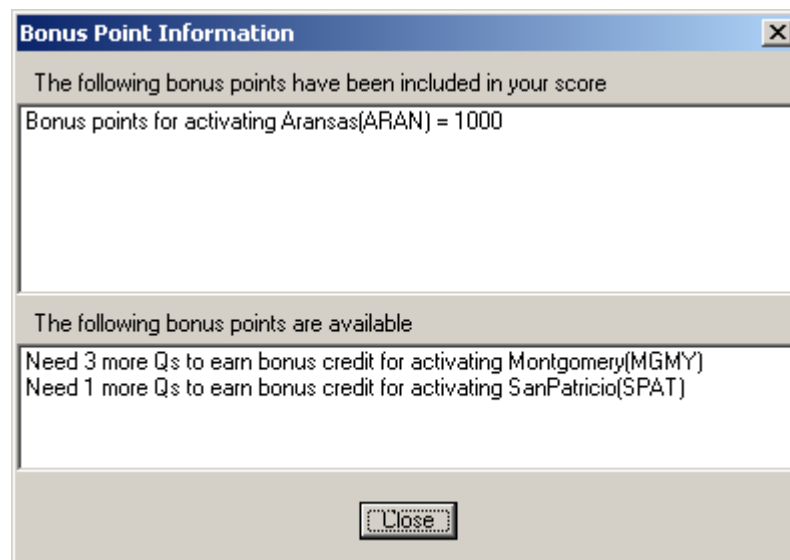 Bonus Point Information
The following bonus points have been included in your score
Bonus points for activating Aransas(ARAN) = 1000
The following bonus points are available
Need 3 more Qs to earn bonus credit for activating Montgomery(MGMY)
Need 1 more Qs to earn bonus credit for activating SanPatricio(SPAT)
Close